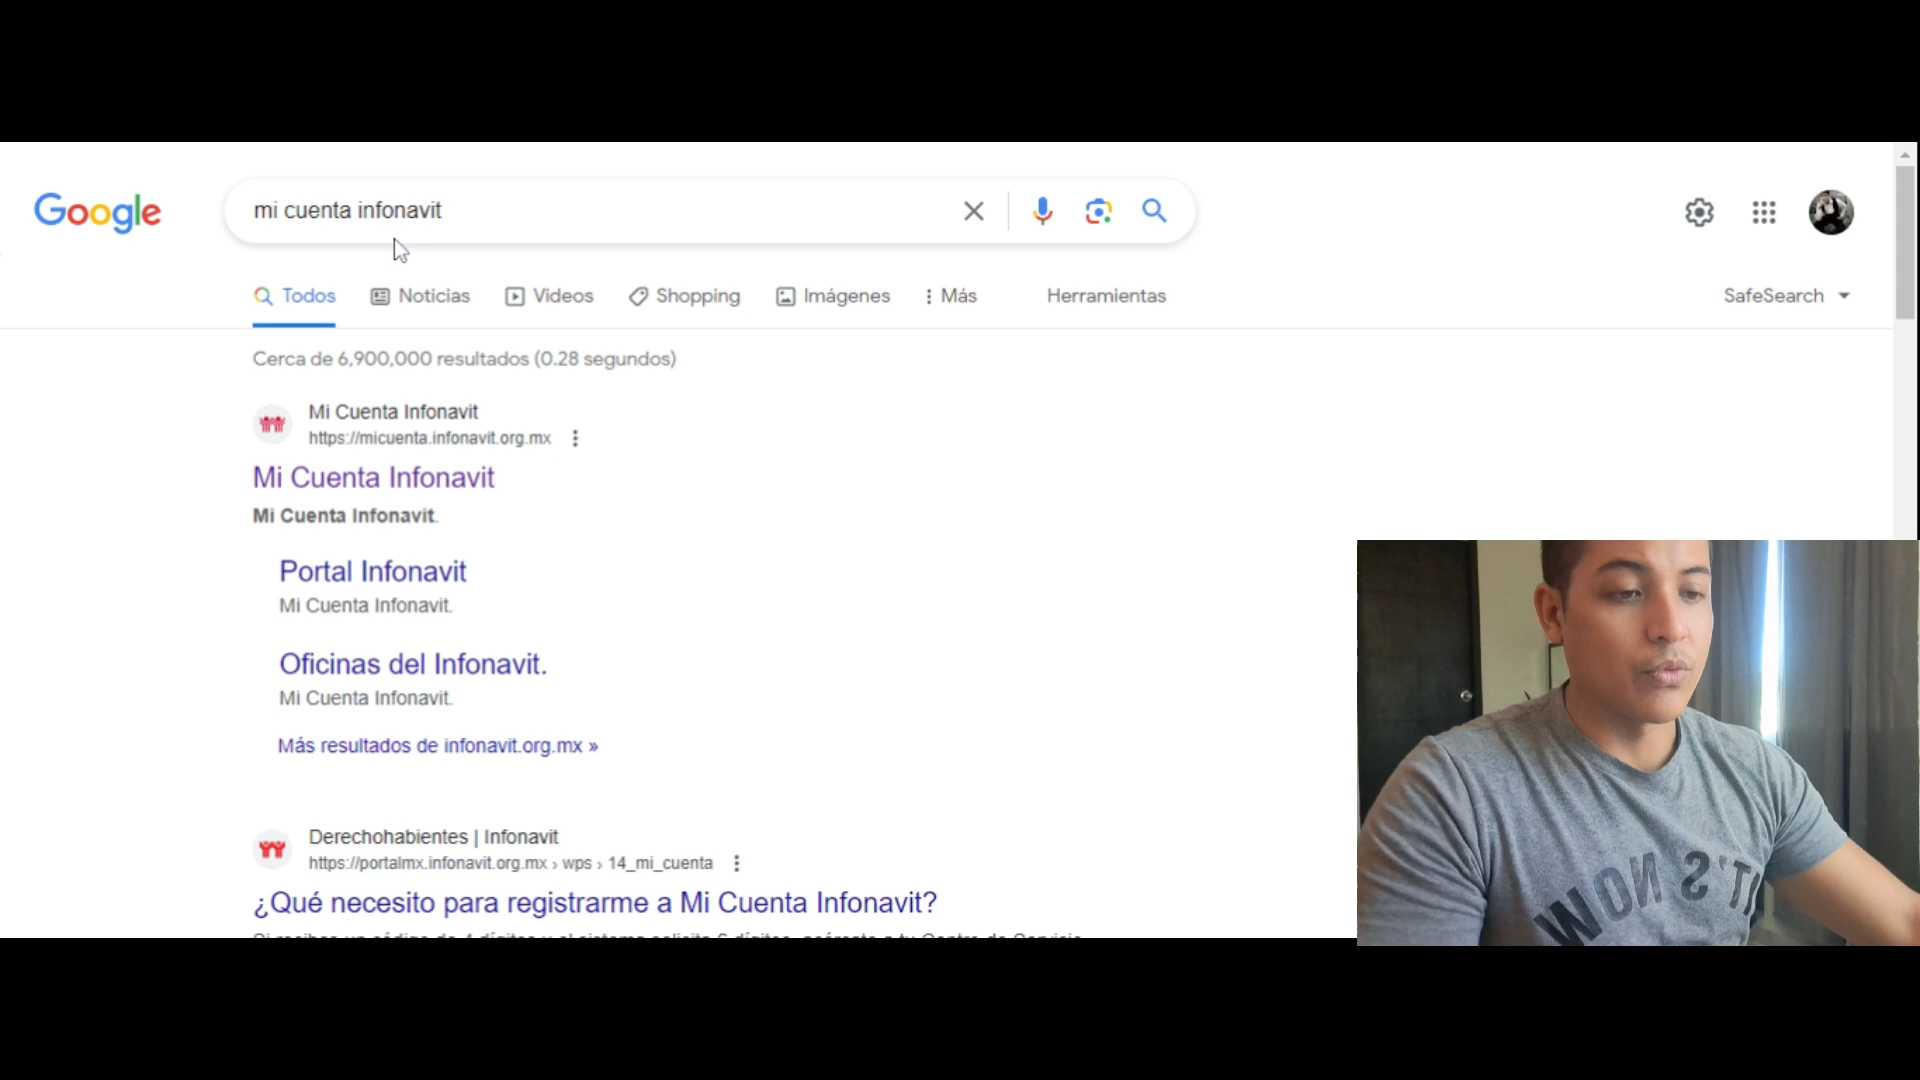 Google
mi cuenta infonavit
Todos
Noticias
Videos
Shopping
Imágenes
Más
Herramientas
SafeSearch
Cerca de 6,900,000 resultados (0.28 segundos)
Mi Cuenta Infonavit
https://micuenta.infonavit.org.mx
Mi Cuenta Infonavit
Mi Cuenta Infonavit.
Portal Infonavit
Mi Cuenta Infonavit.
Oficinas del Infonavit.
Mi Cuenta Infonavit.
Más resultados de infonavit.org.mx »
Derechohabientes | Infonavit
https://portalmx.infonavit.org.mx › wps › 14_mi_cuenta
¿Qué necesito para registrarme a Mi Cuenta Infonavit?
IT'S NOW